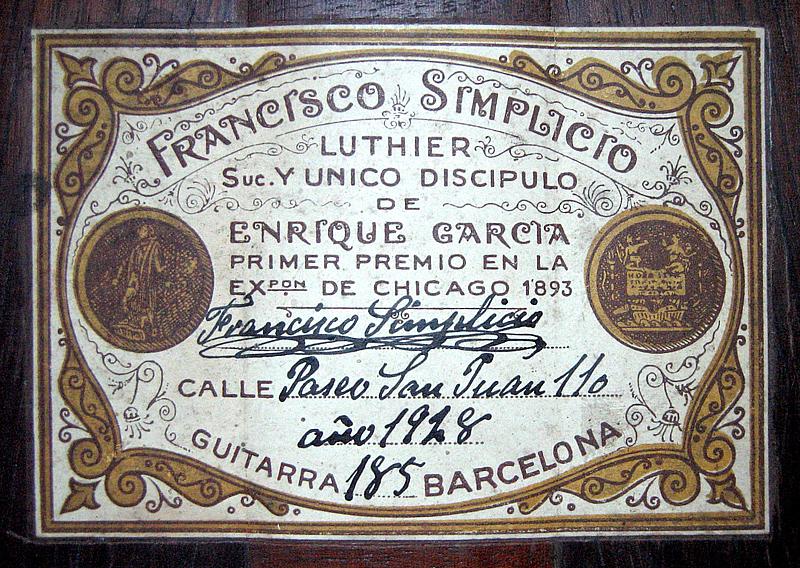 FRANCISCO SIMPLICIO
LUTHIER
SUC. Y UNICO DISCIPULO
DE
ENRIQUE GARCIA
PRIMER PREMIO EN LA
EXPON DE CHICAGO 1893
Francisco Simplicio
CALLE Paseo San Juan 110
año 1928
GUITARRA 185 BARCELONA